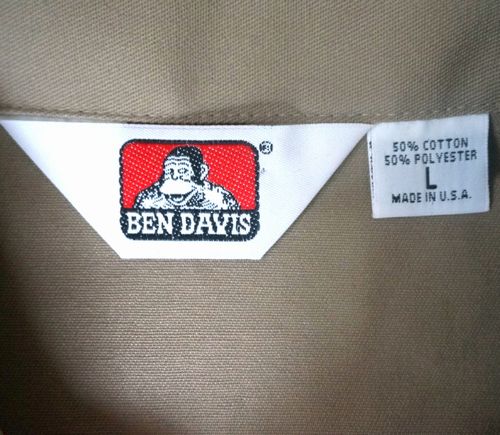 BEN DAVIS
®
50% COTTON
50% POLYESTER
L
MADE IN U.S.A.